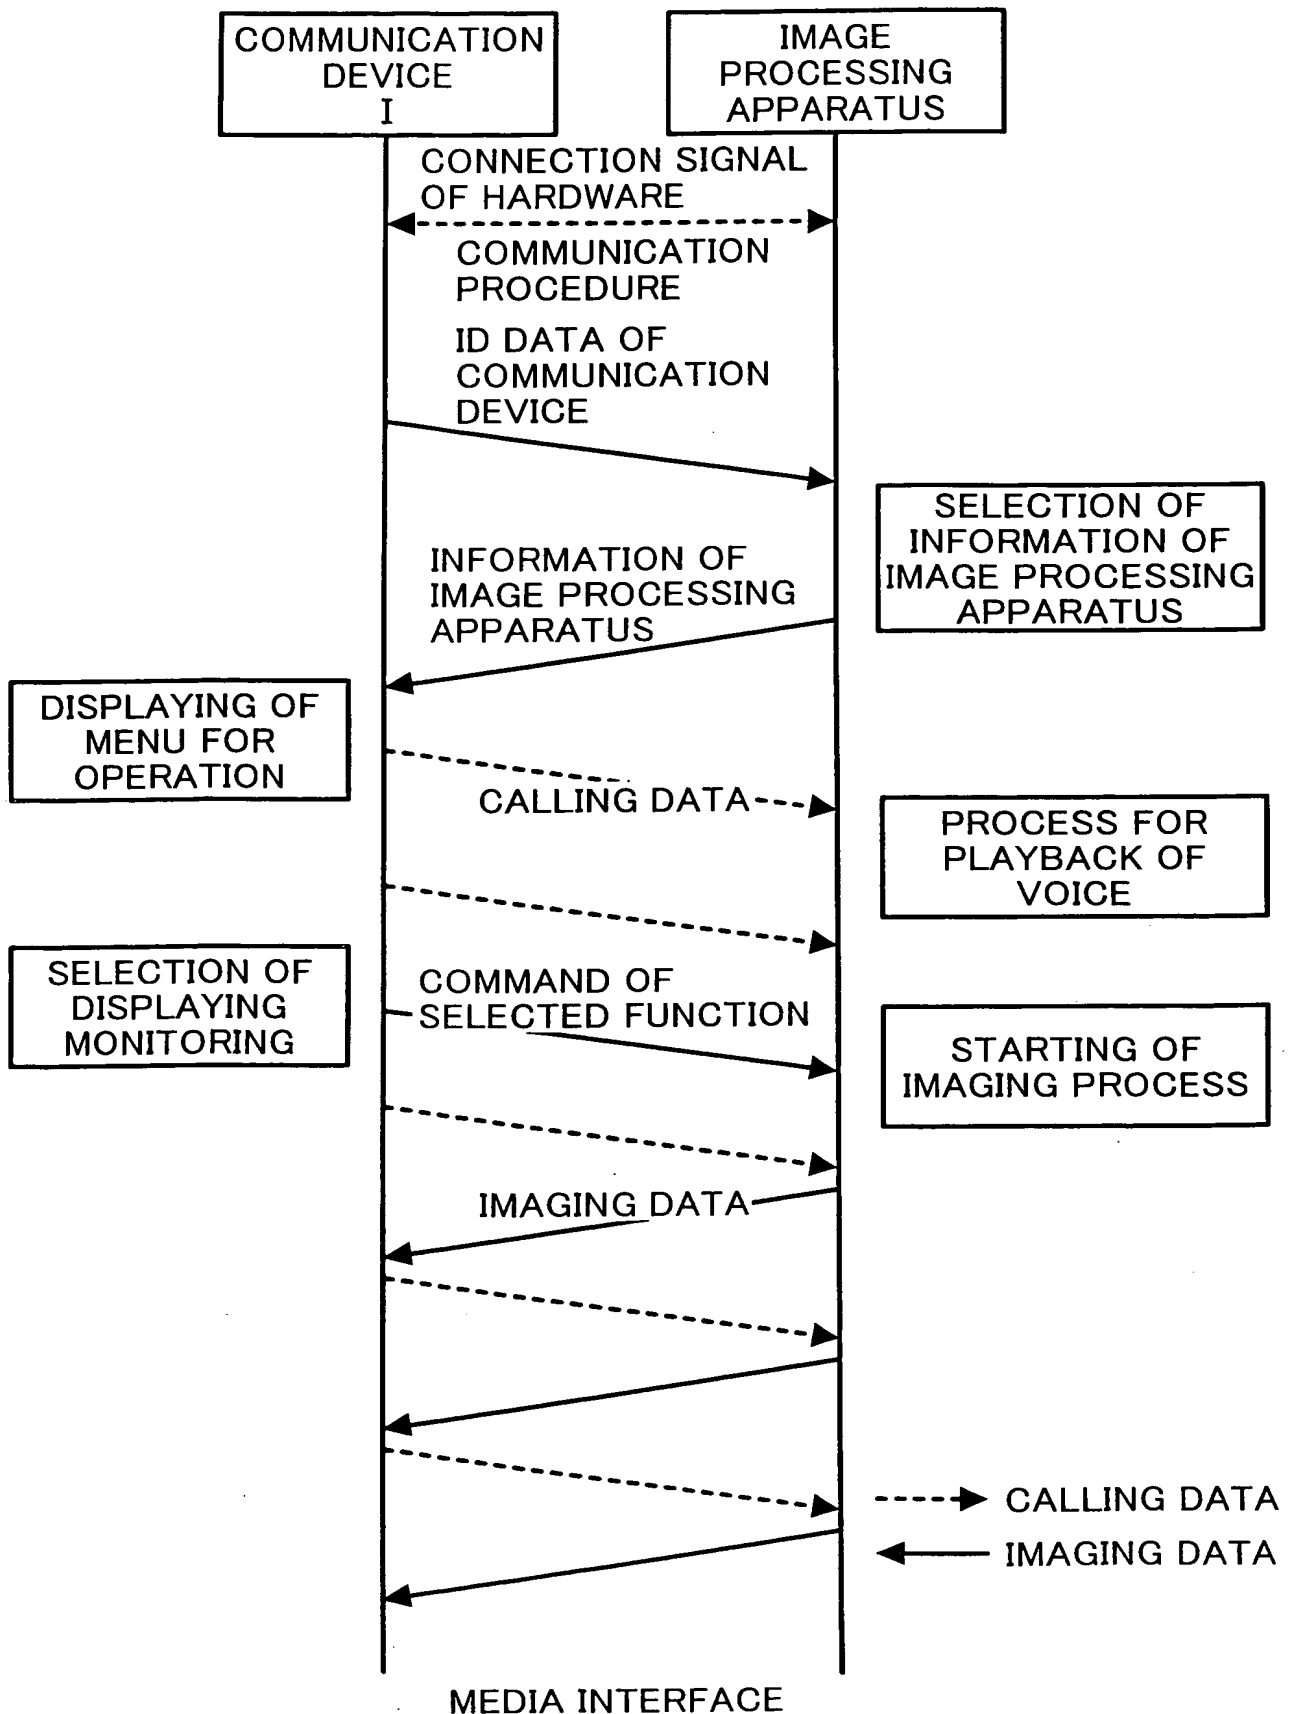 COMMUNICATION
DEVICE
I
IMAGE
PROCESSING
APPARATUS
CONNECTION SIGNAL
OF HARDWARE
COMMUNICATION
PROCEDURE
ID DATA OF
COMMUNICATION
DEVICE
SELECTION OF
INFORMATION OF
IMAGE PROCESSING
APPARATUS
INFORMATION OF
IMAGE PROCESSING
APPARATUS
DISPLAYING OF
MENU FOR
OPERATION
CALLING DATA
PROCESS FOR
PLAYBACK OF
VOICE
SELECTION OF
DISPLAYING
MONITORING
COMMAND OF
SELECTED FUNCTION
STARTING OF
IMAGING PROCESS
IMAGING DATA
CALLING DATA
IMAGING DATA
MEDIA INTERFACE